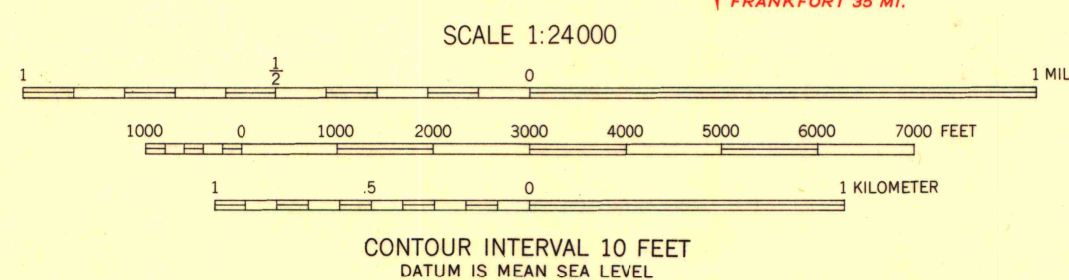 FRANKFORT 35 MI.
SCALE 1:24000
1 1/2 0 1 MIL
1000 0 1000 2000 3000 4000 5000 6000 7000 FEET
1 .5 0 1 KILOMETER
CONTOUR INTERVAL 10 FEET
DATUM IS MEAN SEA LEVEL